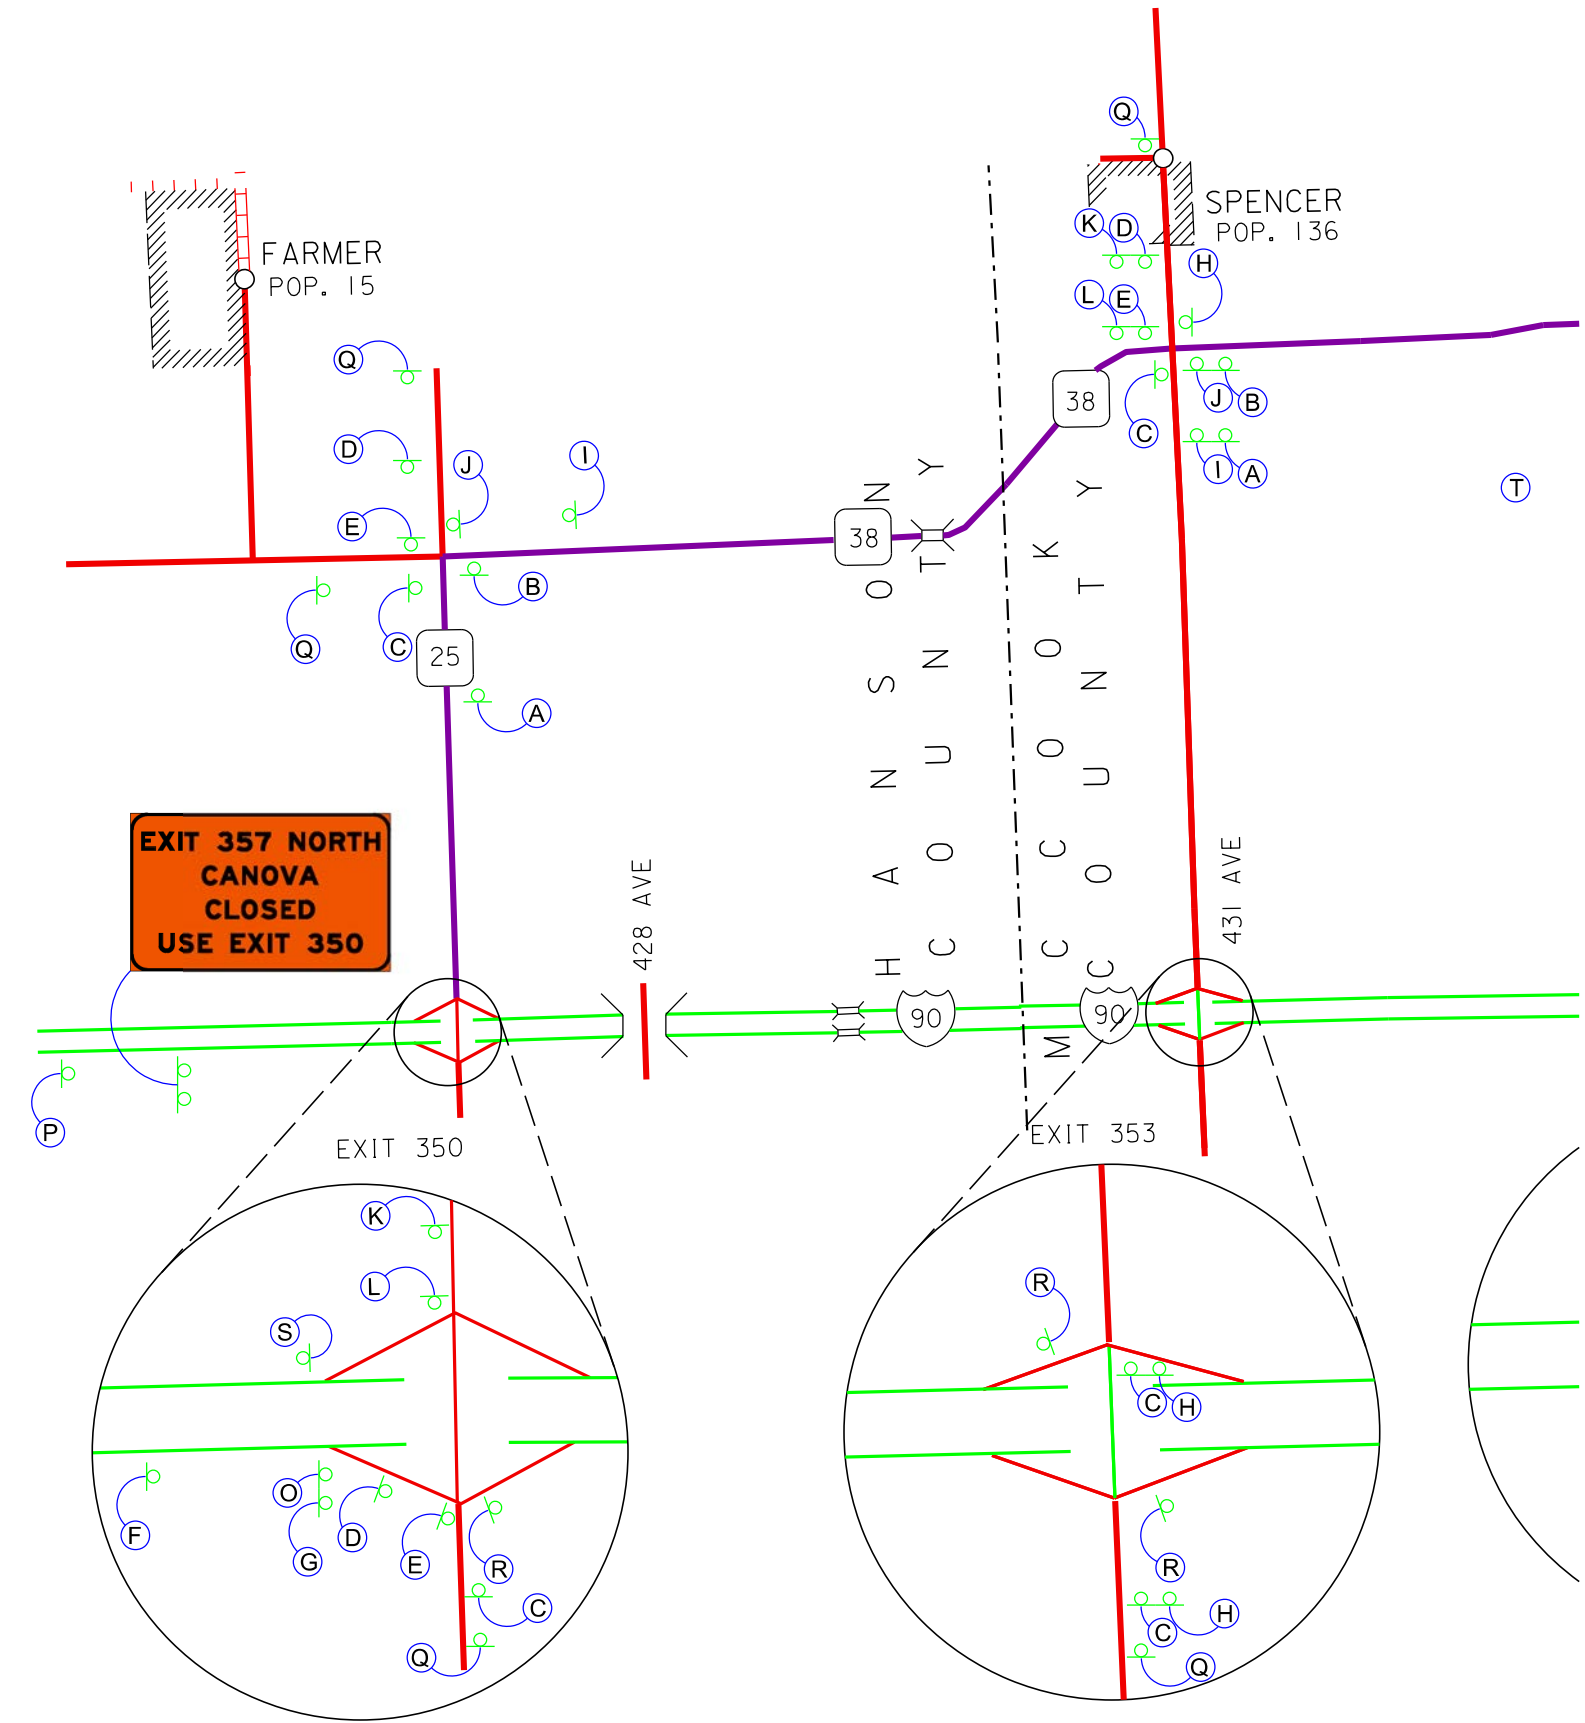 Q
SPENCER
POP. 136
K
D
H
FARMER
POP. 15
L
E
Q
38
J
B
C
D
J
I
I
A
T
E
38
B
Q
C
25
A
HANSON
COUNTY
MCCOOK
COUNTY
EXIT 357 NORTH
CANOVA
CLOSED
USE EXIT 350
428 AVE
431 AVE
90
90
P
EXIT 350
EXIT 353
K
L
S
O
F
G
D
E
R
C
Q
R
C
H
R
C
H
Q